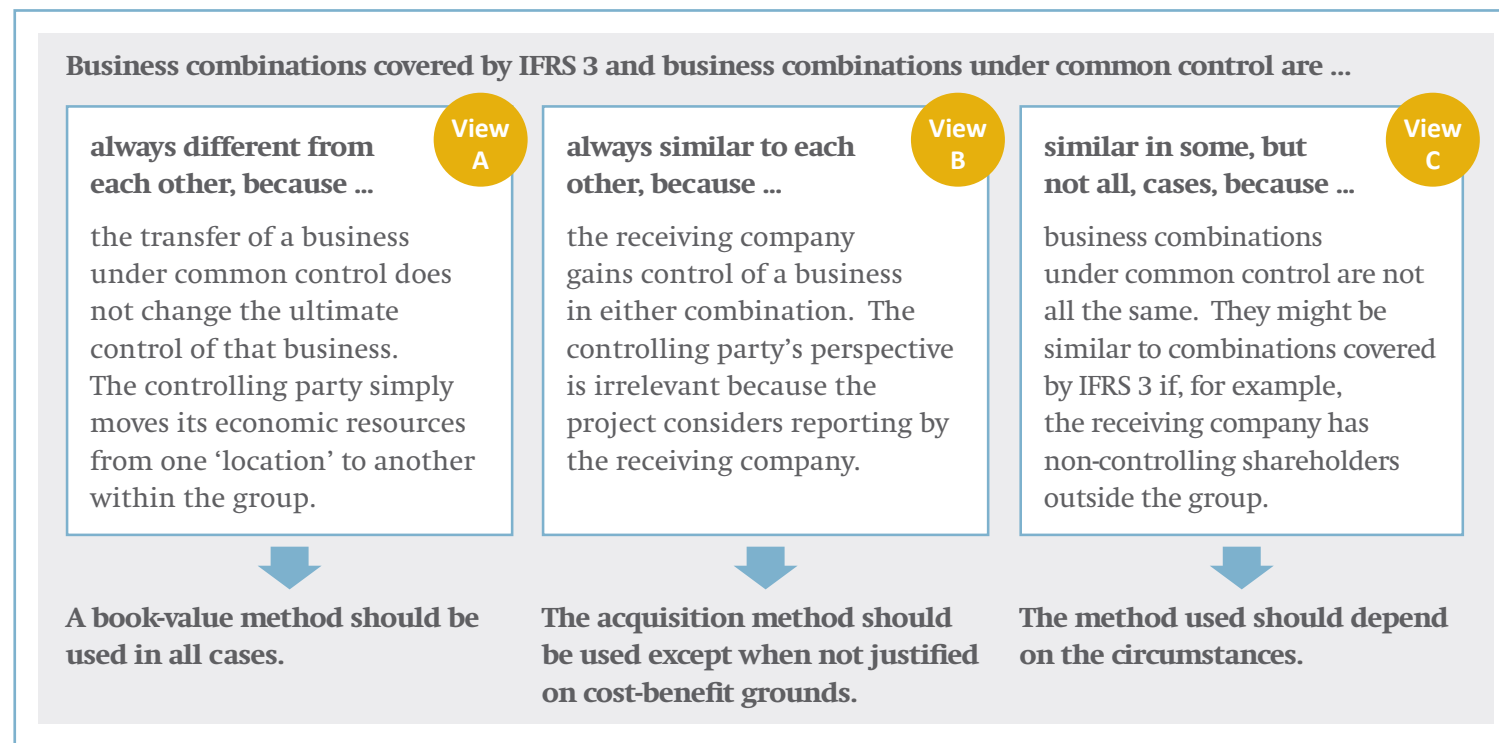 Business combinations covered by IFRS 3 and business combinations under common control are ...
View
A
always different from
each other, because ...
the transfer of a business
under common control does
not change the ultimate
control of that business.
The controlling party simply
moves its economic resources
from one ‘location’ to another
within the group.
A book-value method should be
used in all cases.
View
B
always similar to each
other, because ...
the receiving company
gains control of a business
in either combination. The
controlling party’s perspective
is irrelevant because the
project considers reporting by
the receiving company.
The acquisition method should
be used except when not justified
on cost-benefit grounds.
View
C
similar in some, but
not all, cases, because ...
business combinations
under common control are not
all the same. They might be
similar to combinations covered
by IFRS 3 if, for example,
the receiving company has
non-controlling shareholders
outside the group.
The method used should depend
on the circumstances.